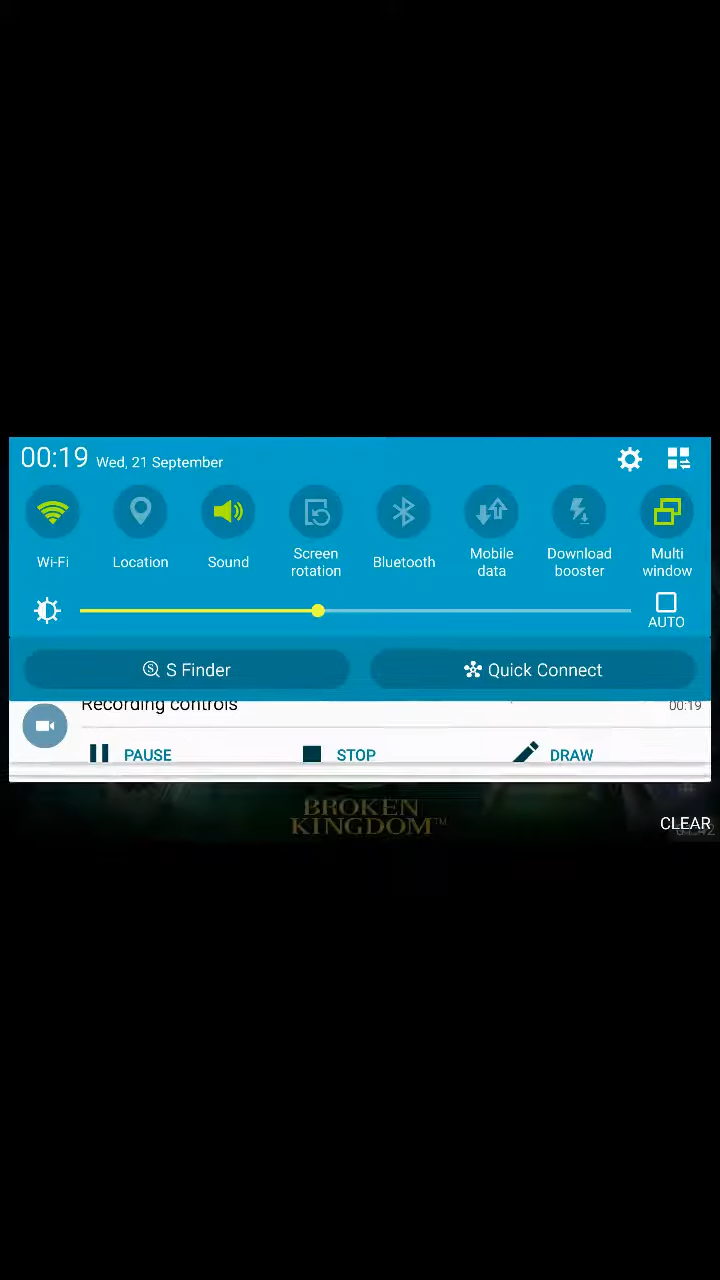 00:19 Wed, 21 September
Wi-Fi
Location
Sound
Screen
rotation
Bluetooth
Mobile
data
Download
booster
Multi
window
AUTO
S Finder
Quick Connect
Recording controls
00:19
PAUSE
STOP
DRAW
BROKEN
KINGDOM™
CLEAR